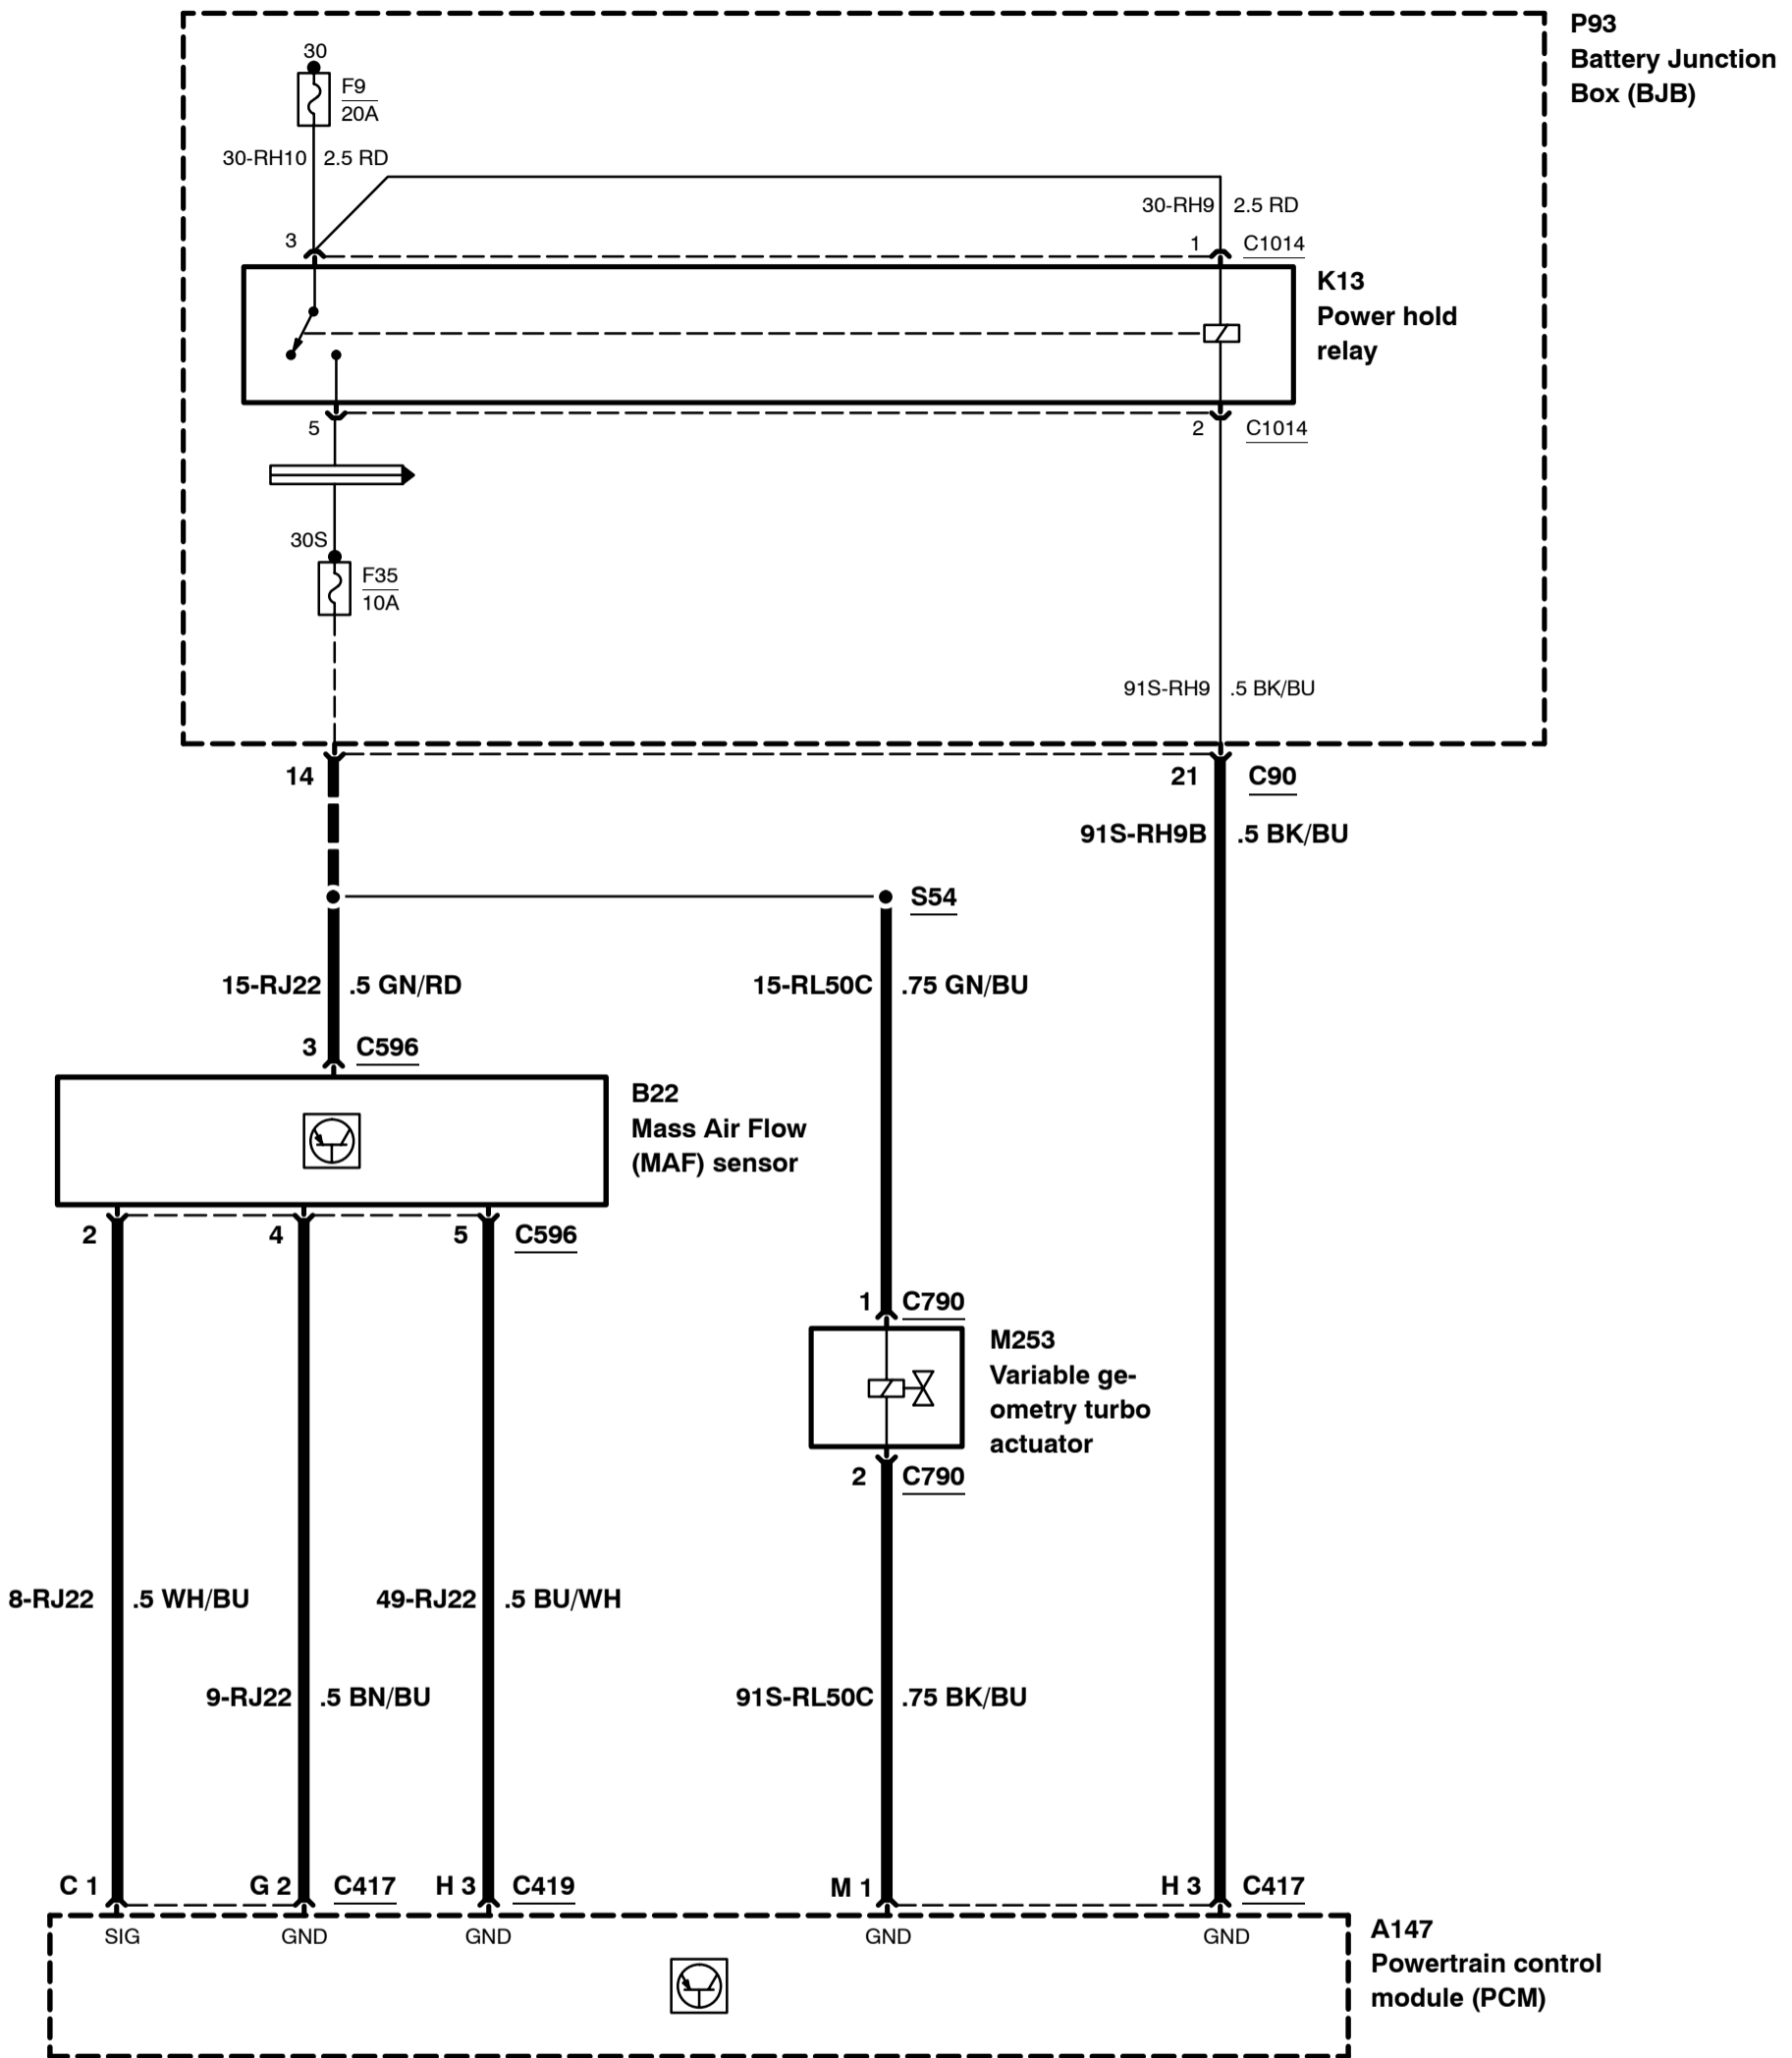 P93
Battery Junction
Box (BJB)
30
F9
20A
30-RH10 2.5 RD
30-RH9 2.5 RD
3
1 C1014
K13
Power hold
relay
5
2 C1014
30S
F35
10A
91S-RH9 .5 BK/BU
14
21 C90
91S-RH9B .5 BK/BU
S54
15-RJ22 .5 GN/RD
15-RL50C .75 GN/BU
3 C596
B22
Mass Air Flow
(MAF) sensor
2 4 5 C596
1 C790
M253
Variable ge-
ometry turbo
actuator
2 C790
8-RJ22 .5 WH/BU
49-RJ22 .5 BU/WH
9-RJ22 .5 BN/BU
91S-RL50C .75 BK/BU
C 1 G 2 C417 H 3 C419 M 1 H 3 C417
SIG GND GND GND GND
A147
Powertrain control
module (PCM)